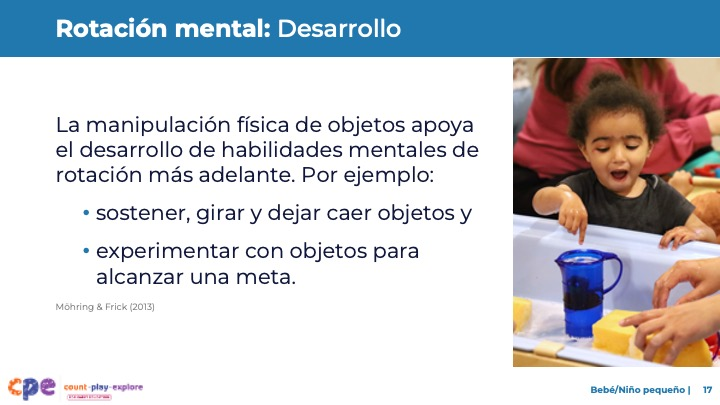 Rotación mental: Desarrollo
La manipulación física de objetos apoya
el desarrollo de habilidades mentales de
rotación más adelante. Por ejemplo:
• sostener, girar y dejar caer objetos y
• experimentar con objetos para
alcanzar una meta.
Möhring & Frick (2013)
cpe count·play·explore
Bebé/Niño pequeño | 17